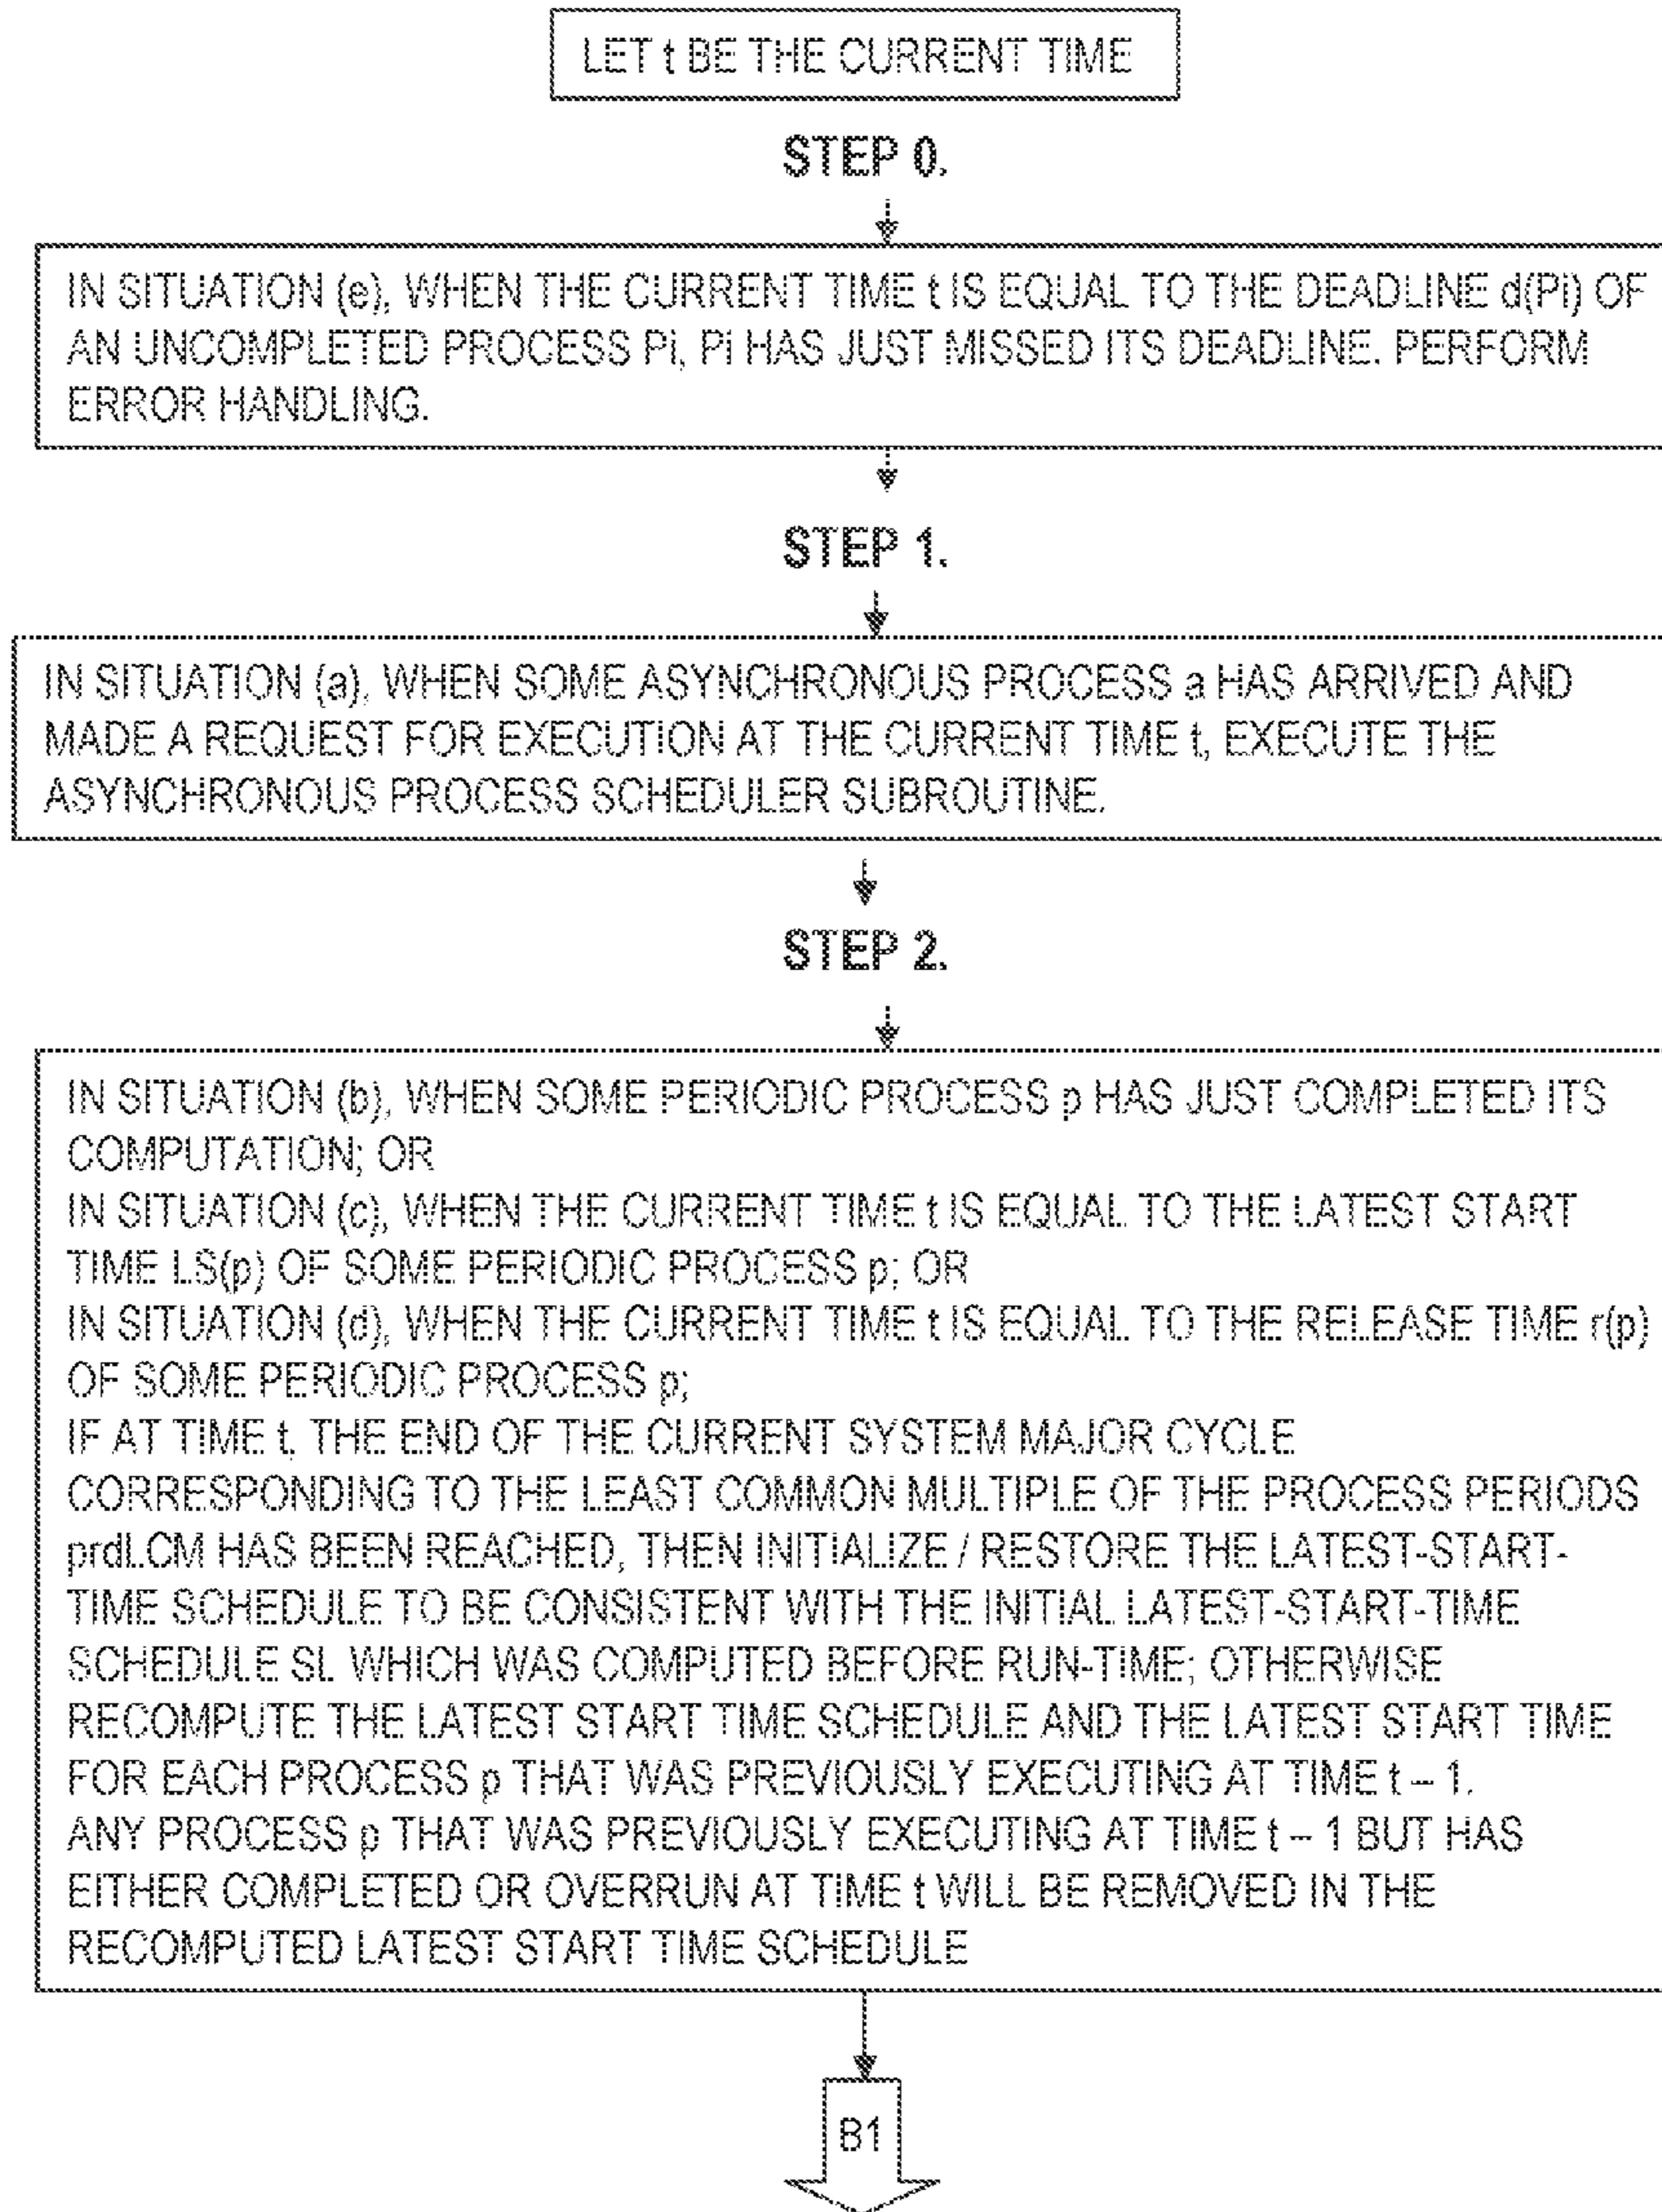 LET t BE THE CURRENT TIME
STEP 0.
IN SITUATION (e), WHEN THE CURRENT TIME t IS EQUAL TO THE DEADLINE d(Pi) OF
AN UNCOMPLETED PROCESS Pi, Pi HAS JUST MISSED ITS DEADLINE. PERFORM
ERROR HANDLING.
STEP 1.
IN SITUATION (a), WHEN SOME ASYNCHRONOUS PROCESS a HAS ARRIVED AND
MADE A REQUEST FOR EXECUTION AT THE CURRENT TIME t, EXECUTE THE
ASYNCHRONOUS PROCESS SCHEDULER SUBROUTINE.
STEP 2.
IN SITUATION (b), WHEN SOME PERIODIC PROCESS p HAS JUST COMPLETED ITS
COMPUTATION; OR
IN SITUATION (c), WHEN THE CURRENT TIME t IS EQUAL TO THE LATEST START
TIME LS(p) OF SOME PERIODIC PROCESS p; OR
IN SITUATION (d), WHEN THE CURRENT TIME t IS EQUAL TO THE RELEASE TIME r(p)
OF SOME PERIODIC PROCESS p;
IF AT TIME t, THE END OF THE CURRENT SYSTEM MAJOR CYCLE
CORRESPONDING TO THE LEAST COMMON MULTIPLE OF THE PROCESS PERIODS
prdLCM HAS BEEN REACHED, THEN INITIALIZE / RESTORE THE LATEST-START-
TIME SCHEDULE TO BE CONSISTENT WITH THE INITIAL LATEST-START-TIME
SCHEDULE SL WHICH WAS COMPUTED BEFORE RUN-TIME; OTHERWISE
RECOMPUTE THE LATEST START TIME SCHEDULE AND THE LATEST START TIME
FOR EACH PROCESS p THAT WAS PREVIOUSLY EXECUTING AT TIME t – 1.
ANY PROCESS p THAT WAS PREVIOUSLY EXECUTING AT TIME t – 1 BUT HAS
EITHER COMPLETED OR OVERRUN AT TIME t WILL BE REMOVED IN THE
RECOMPUTED LATEST START TIME SCHEDULE
B1